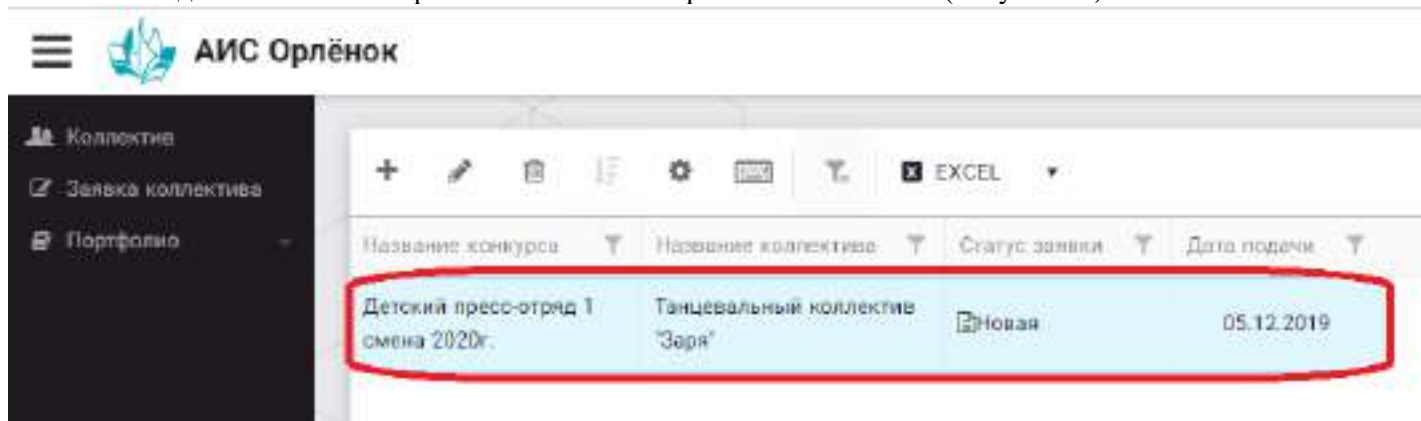 АИС Орлёнок
Коллектив
Заявка коллектива
Портфолио
EXCEL
Название конкурса Название коллектива Статус заявки Дата подачи
Детский пресс-отряд 1 Танцевальный коллектив Новая 05.12.2019
смена 2020г. "Заря"